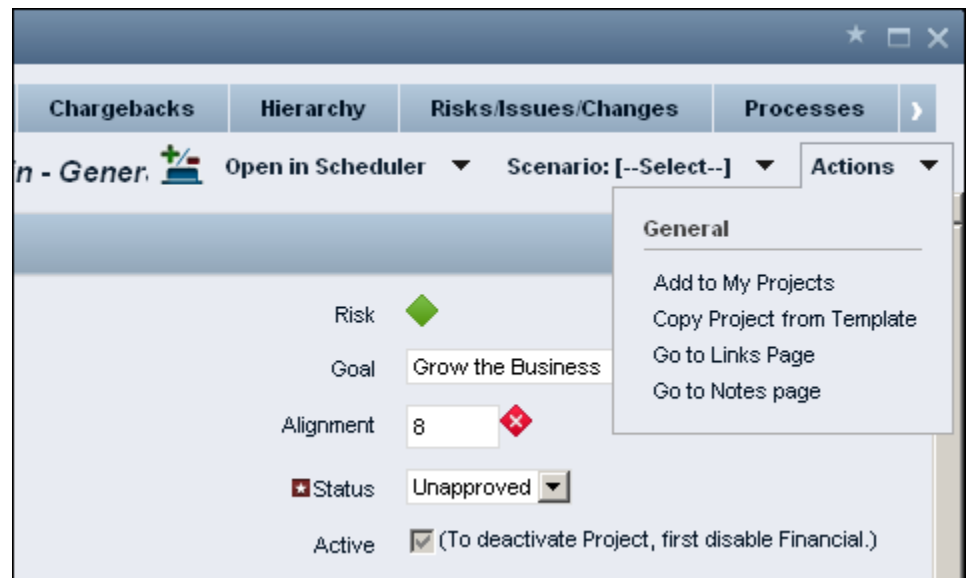 Chargebacks Hierarchy Risks/Issues/Changes Processes
in - Gener. Open in Scheduler Scenario: [--Select--] Actions
General
Add to My Projects
Copy Project from Template
Go to Links Page
Go to Notes page
Risk
Goal Grow the Business
Alignment 8
Status Unapproved
Active (To deactivate Project, first disable Financial.)